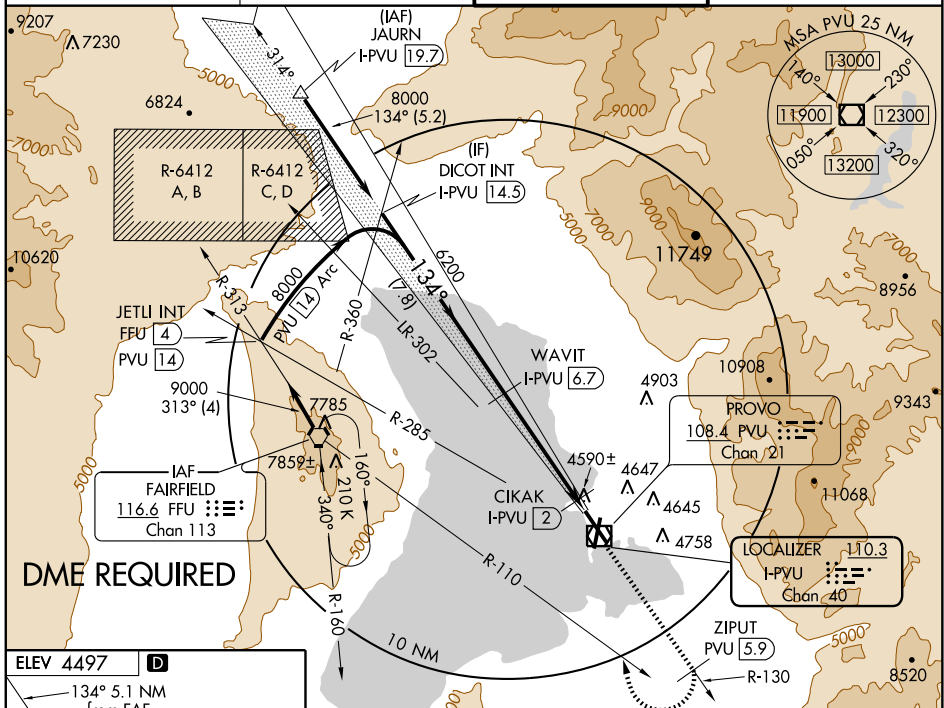 9207
7230
5000
(IAF)
JAURN
I-PVU 19.7
314°
8000
134° (5.2)
MSA PVU 25 NM
13000
140°
230°
11900
12300
050°
320°
13200
6824
7000
9000
R-6412
A, B
R-6412
C, D
(IF)
DICOT INT
I-PVU 14.5
5000
7000
9000
11749
7000
10620
8956
R-313
8000
PVU 14 Arc
R-360
134°
(7.8)
6200
LR-302
JETLI INT
FFU 4
PVU 14
WAVIT
I-PVU 6.7
9000
313° (4)
R-285
4903
10908
9343
7785
PROVO
108.4 PVU
Chan 21
7859±
160°
210 K
340°
IAF
FAIRFIELD
116.6 FFU
Chan 113
5000
5000
4590±
4647
4645
4758
CIKAK
I-PVU 2
11068
DME REQUIRED
R-110
LOCALIZER 110.3
I-PVU
Chan 40
R-160
10 NM
ZIPUT
PVU 5.9
R-130
5000
8520
ELEV 4497 D
134° 5.1 NM
from FAF